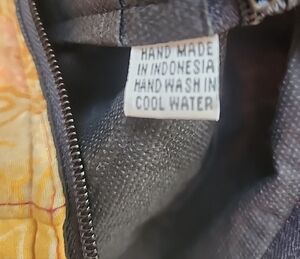 HAND MADE
IN INDONESIA
HAND WASH IN
COOL WATER